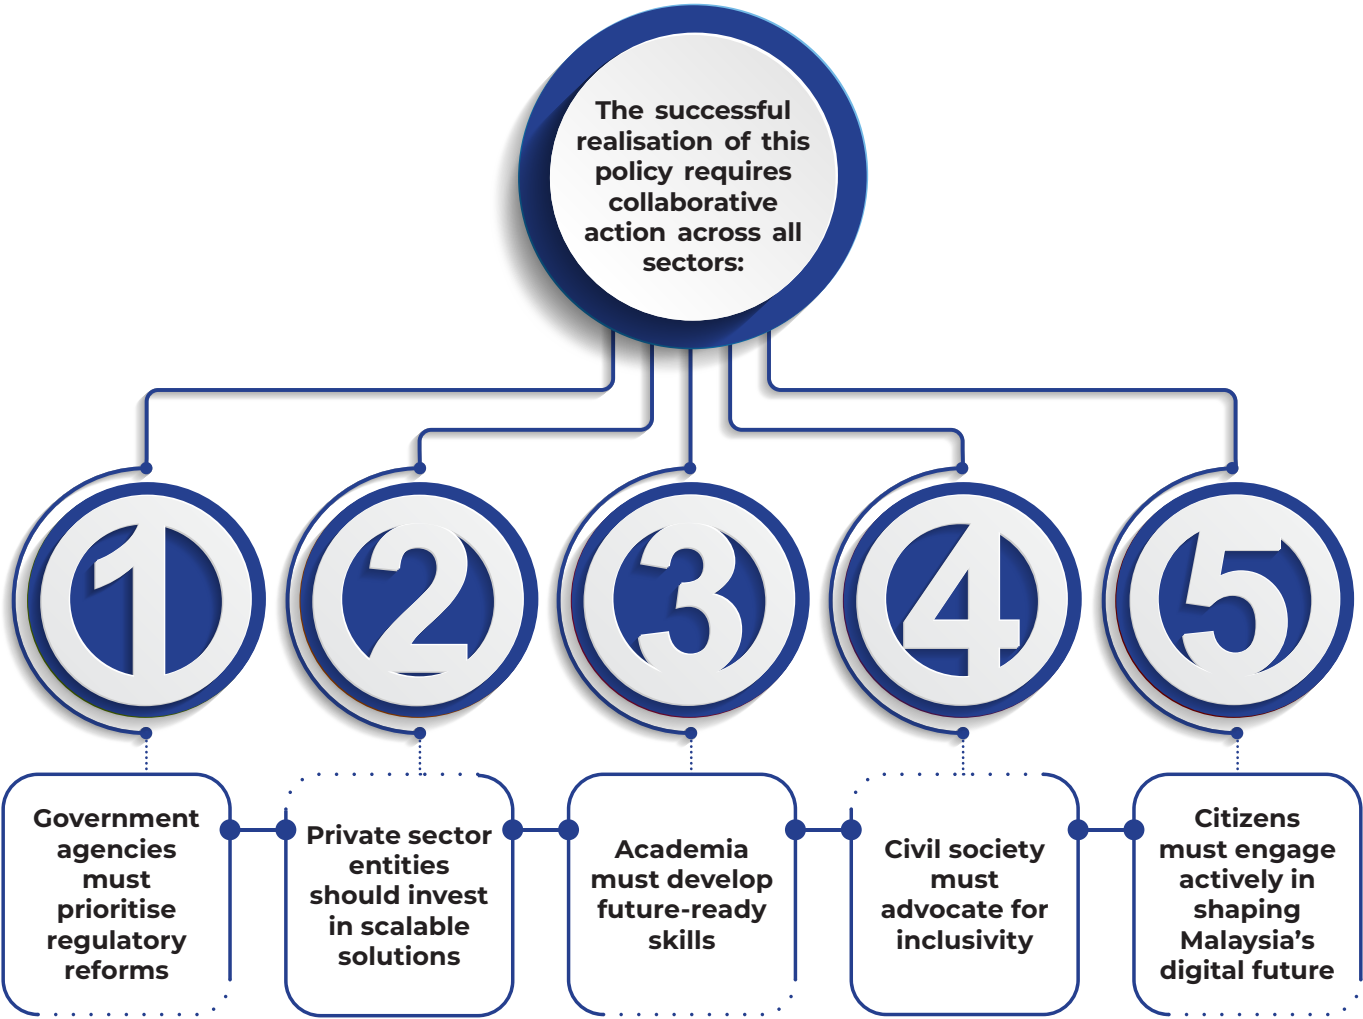 The successful
realisation of this
policy requires
collaborative
action across all
sectors:
1
2
3
4
5
Government
agencies
must
prioritise
regulatory
reforms
Private sector
entities
should invest
in scalable
solutions
Academia
must develop
future-ready
skills
Civil society
must
advocate for
inclusivity
Citizens
must engage
actively in
shaping
Malaysia’s
digital future